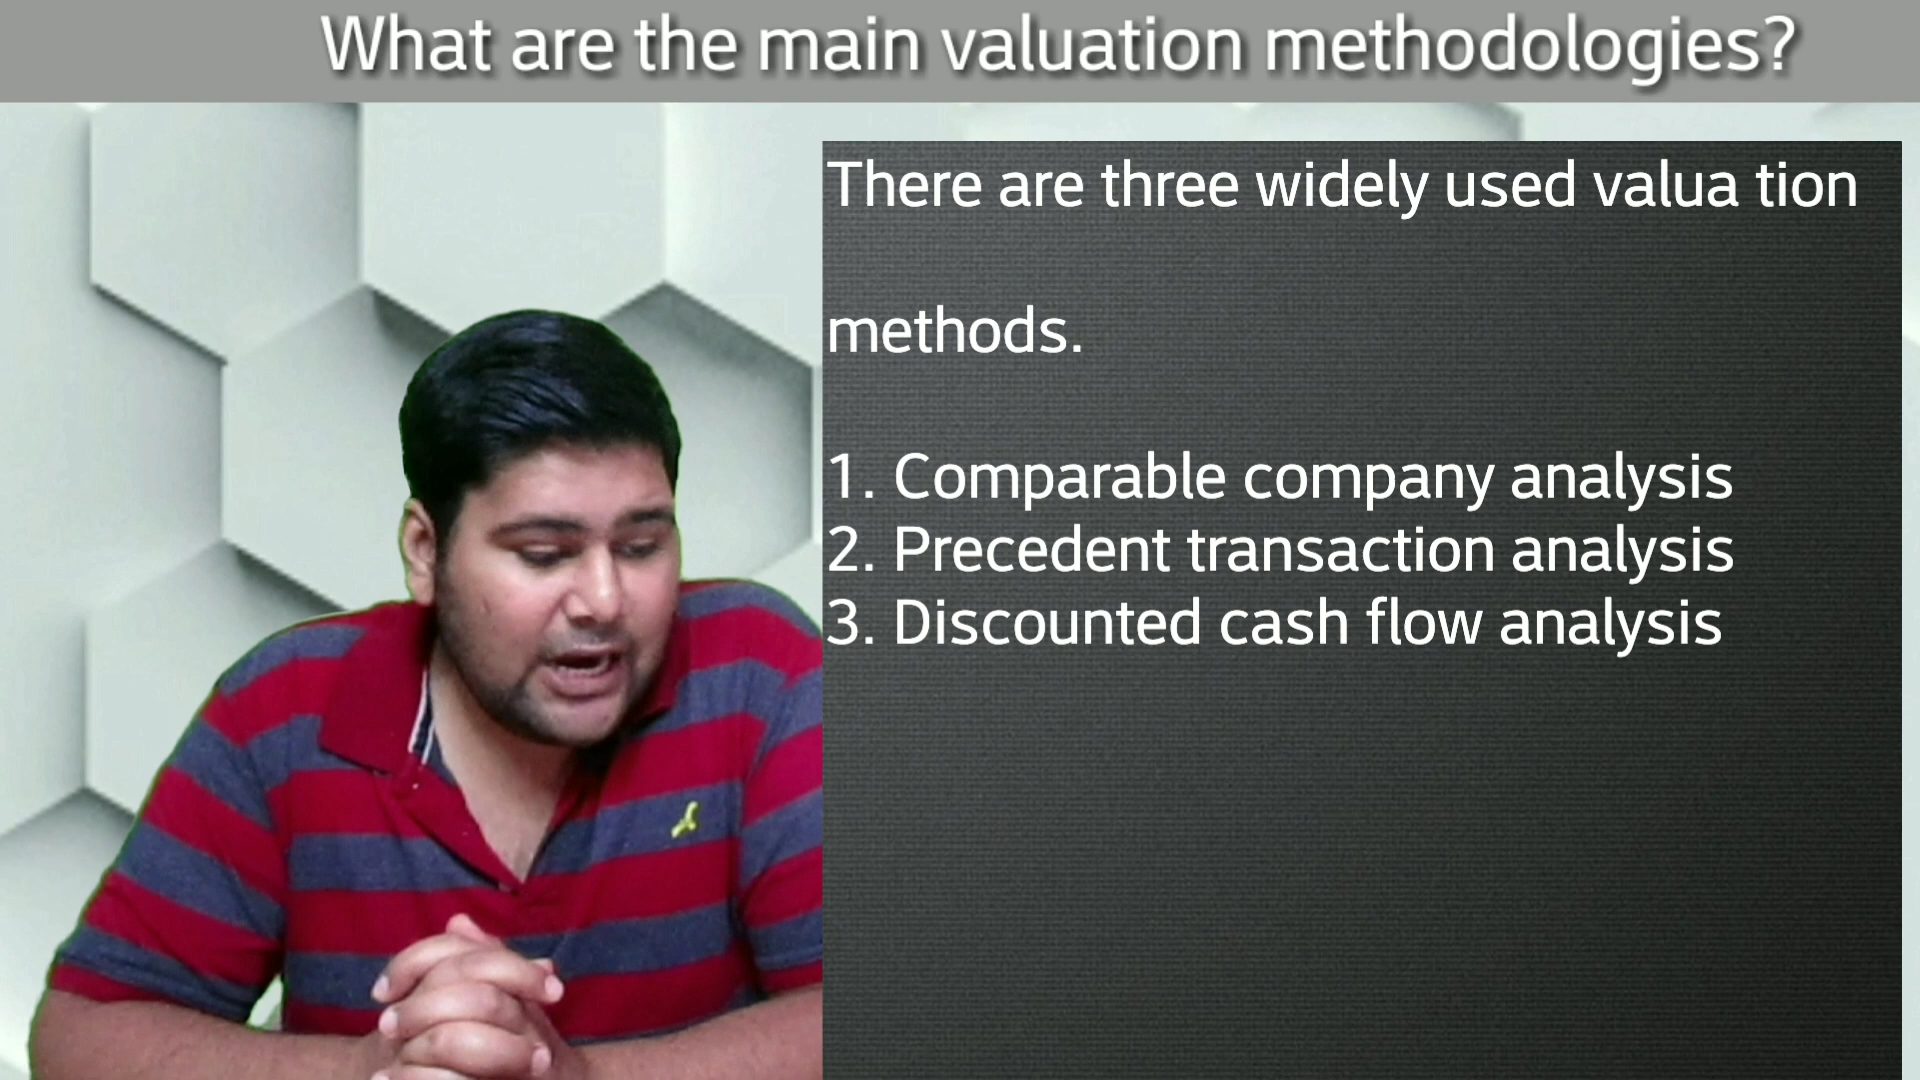 What are the main valuation methodologies?
There are three widely used valua tion
methods.
1. Comparable company analysis
2. Precedent transaction analysis
3. Discounted cash flow analysis